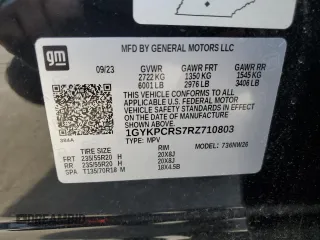 gm
MFD BY GENERAL MOTORS LLC
09/23 GVWR GAWR FRT GAWR RR
2722 KG 1350 KG 1545 KG
6001 LB 2976 LB 3406 LB
THIS VEHICLE CONFORMS TO ALL APPLICABLE
U.S. FEDERAL MOTOR
VEHICLE SAFETY STANDARDS IN EFFECT ON THE DATE OF
MANUFACTURE SHOWN ABOVE.
1GYKPCRS7RZ710803
TYPE: MPV MODEL: 736NW26
TIRE SIZE RIM
FRT 235/55R20 H 20X8J
RR 235/55R20 H 20X8J
SPA T135/70R18 M 18X4.5B